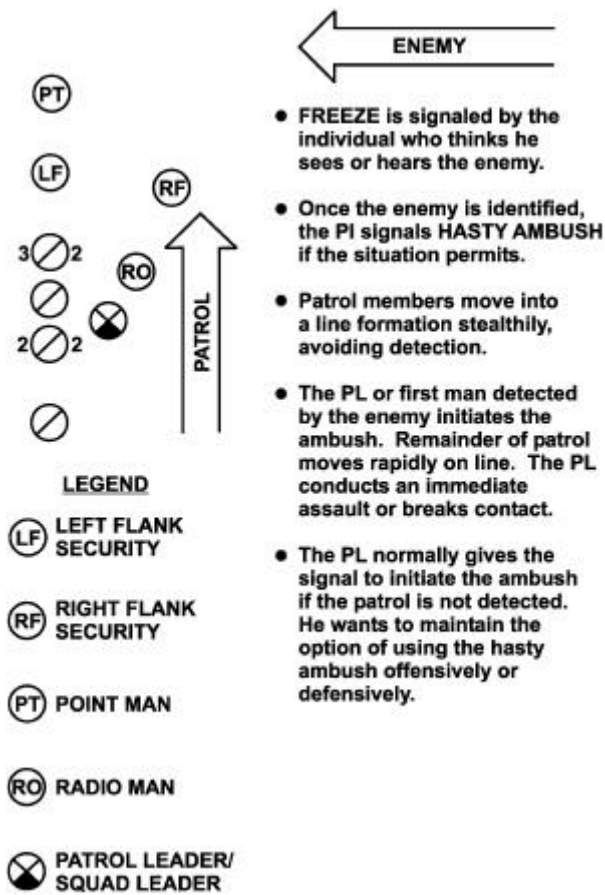 ENEMY
PT
LF
RF
3 2
RO
2 2
PATROL
● FREEZE is signaled by the
individual who thinks he
sees or hears the enemy.
● Once the enemy is identified,
the PI signals HASTY AMBUSH
if the situation permits.
● Patrol members move into
a line formation stealthily,
avoiding detection.
● The PL or first man detected
by the enemy initiates the
ambush. Remainder of patrol
moves rapidly on line. The PL
conducts an immediate
assault or breaks contact.
● The PL normally gives the
signal to initiate the ambush
if the patrol is not detected.
He wants to maintain the
option of using the hasty
ambush offensively or
defensively.
LEGEND
LF LEFT FLANK
SECURITY
RF RIGHT FLANK
SECURITY
PT POINT MAN
RO RADIO MAN
PATROL LEADER/
SQUAD LEADER